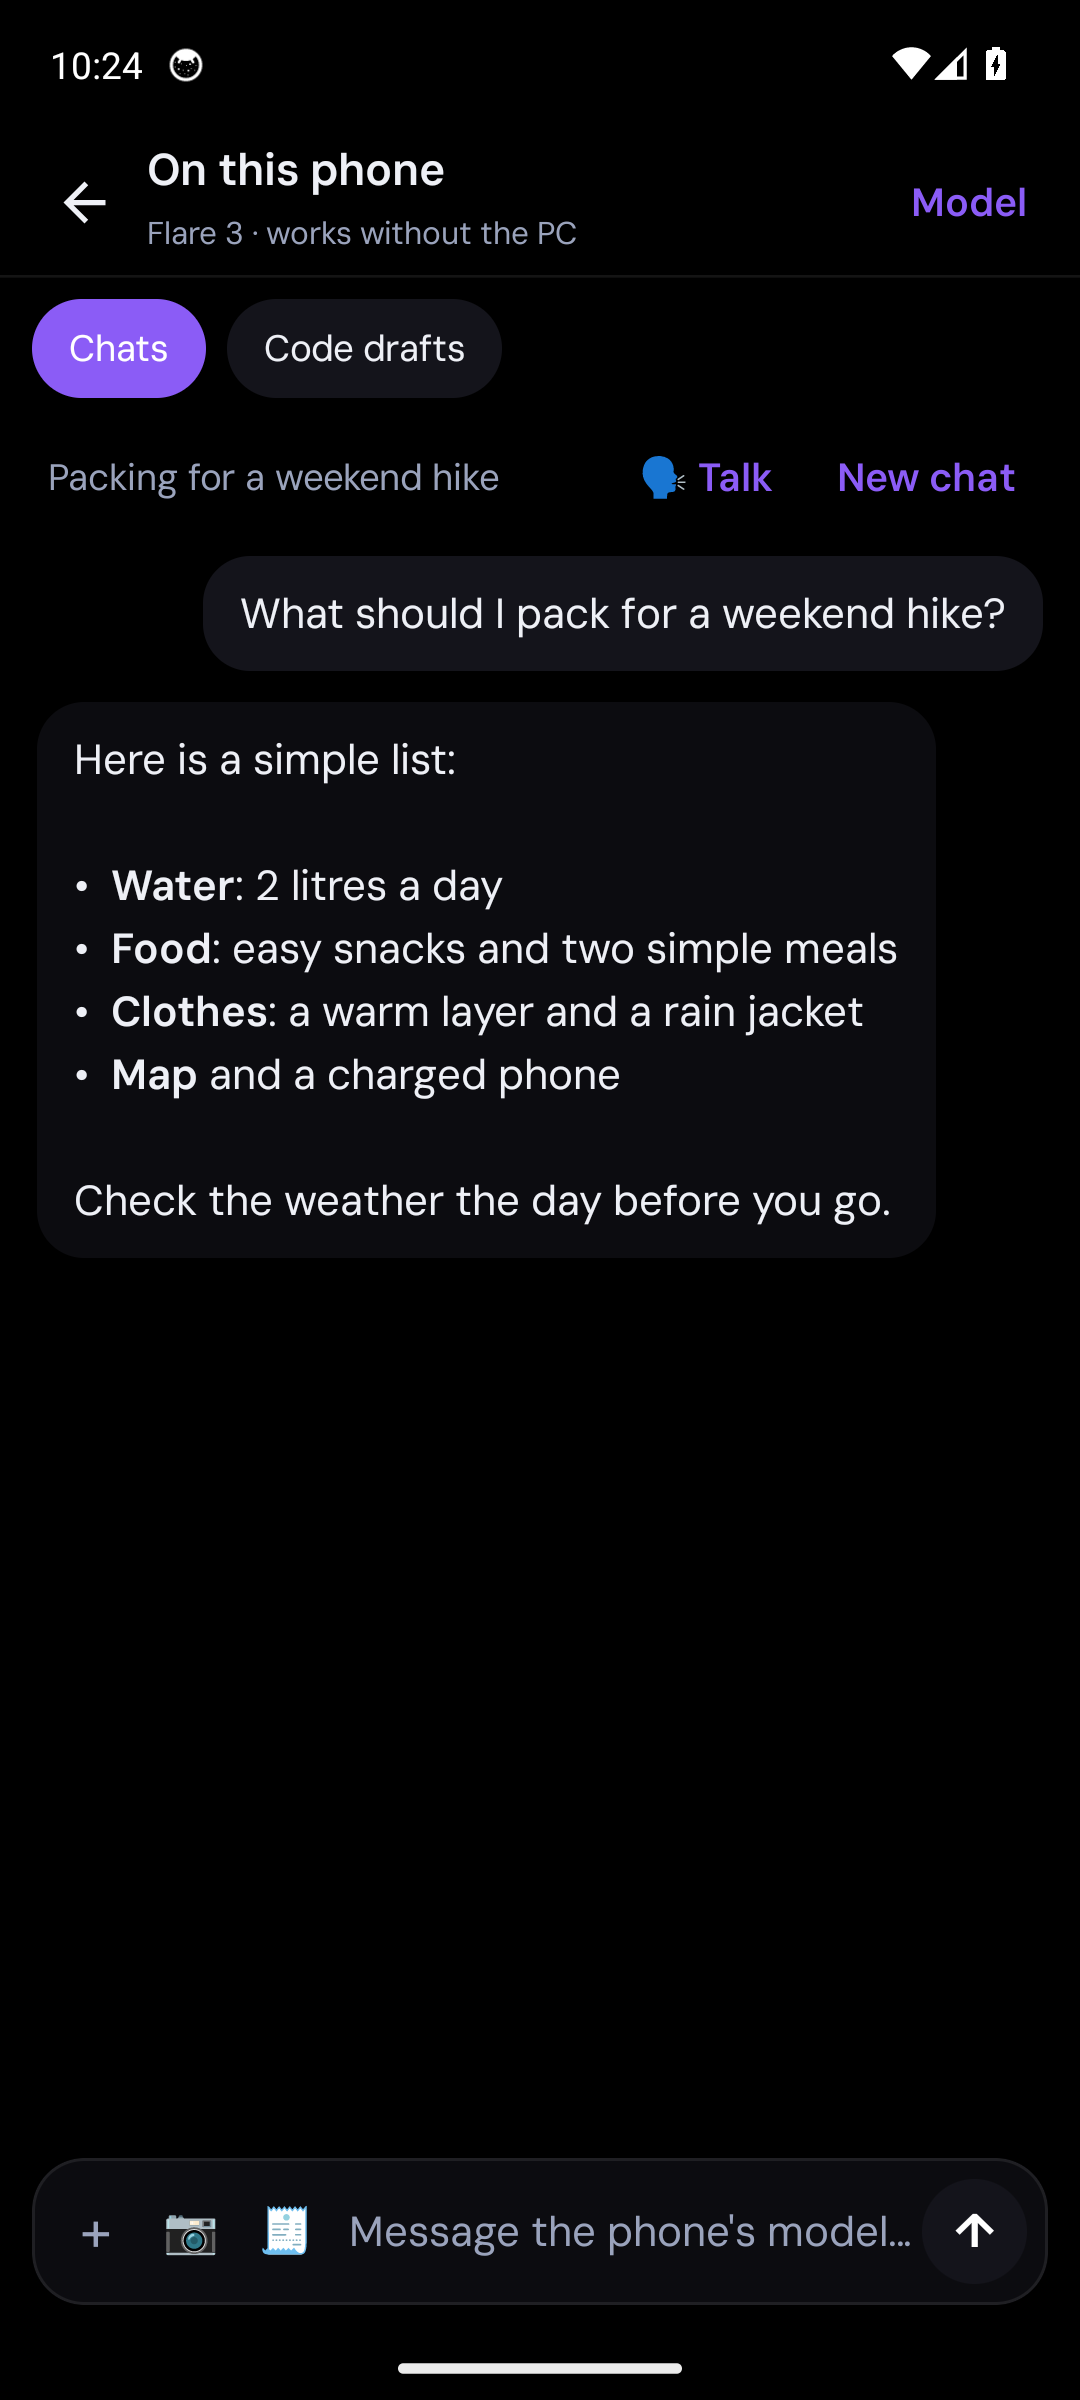 10:24
On this phone
Flare 3 · works without the PC
Model
Chats
Code drafts
Packing for a weekend hike
Talk
New chat
What should I pack for a weekend hike?
Here is a simple list:
• Water: 2 litres a day
• Food: easy snacks and two simple meals
• Clothes: a warm layer and a rain jacket
• Map and a charged phone
Check the weather the day before you go.
Message the phone's model...